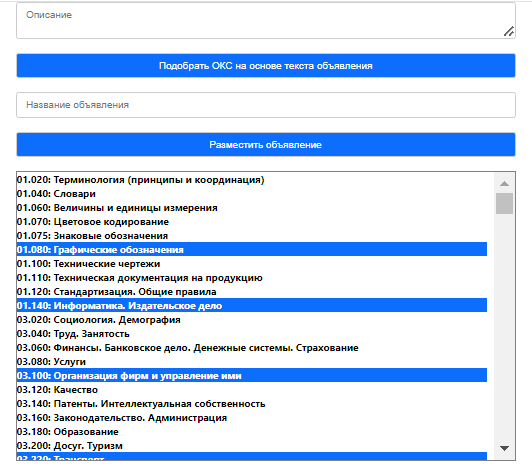 Описание
Подобрать ОКС на основе текста объявления
Название объявления
Разместить объявление
01.020: Терминология (принципы и координация)
01.040: Словари
01.060: Величины и единицы измерения
01.070: Цветовое кодирование
01.075: Знаковые обозначения
01.080: Графические обозначения
01.100: Технические чертежи
01.110: Техническая документация на продукцию
01.120: Стандартизация. Общие правила
01.140: Информатика. Издательское дело
03.020: Социология. Демография
03.040: Труд. Занятость
03.060: Финансы. Банковское дело. Денежные системы. Страхование
03.080: Услуги
03.100: Организация фирм и управление ими
03.120: Качество
03.140: Патенты. Интеллектуальная собственность
03.160: Законодательство. Администрация
03.180: Образование
03.200: Досуг. Туризм
03.220: Транспорт